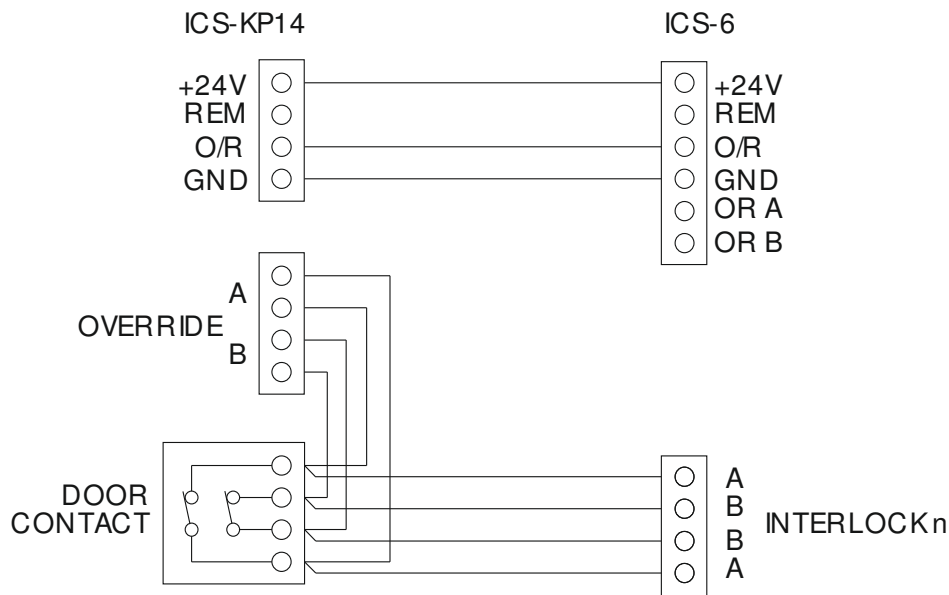 ICS-KP14
ICS-6
+24V
REM
O/R
GND
+24V
REM
O/R
GND
OR A
OR B
A
OVERRIDE
B
DOOR
CONTACT
A
B
B
A
INTERLOCK n